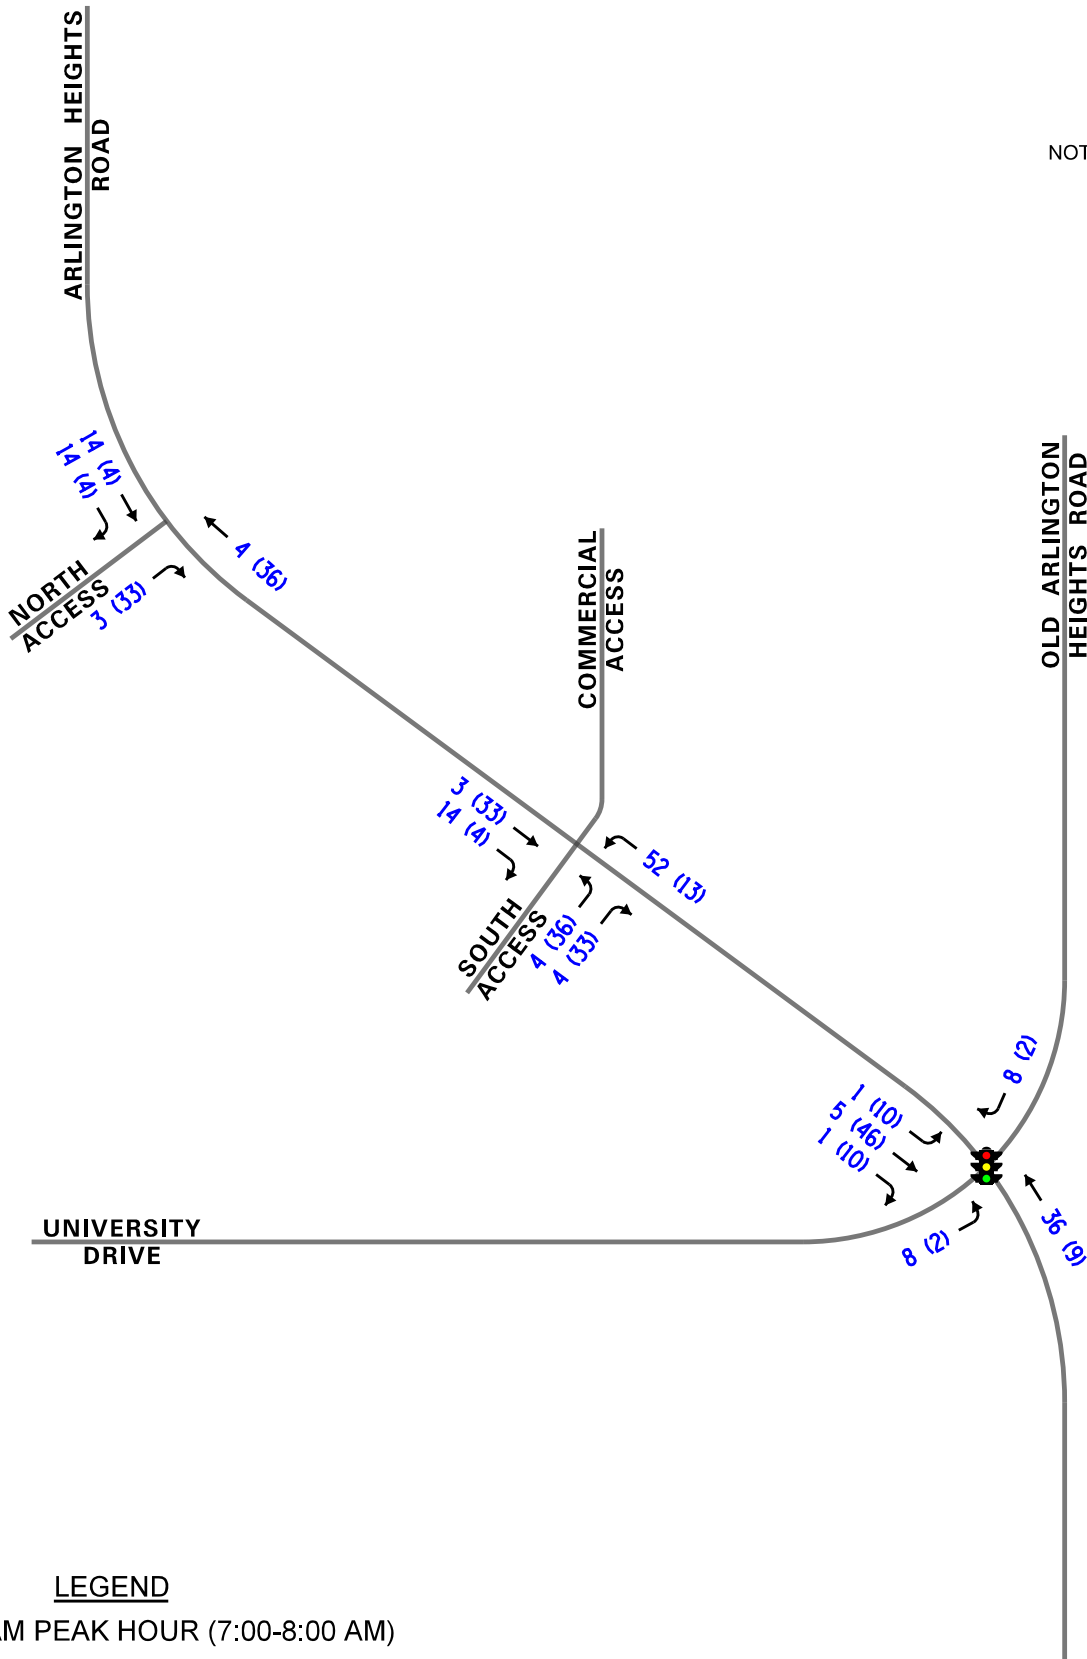 ARLINGTON HEIGHTS
ROAD
NOT
14 (4)
14 (4)
4 (36)
NORTH
ACCESS
3 (33)
COMMERCIAL
ACCESS
OLD ARLINGTON
HEIGHTS ROAD
3 (33)
14 (4)
52 (13)
SOUTH
ACCESS
4 (36)
4 (33)
8 (2)
1 (10)
5 (46)
1 (10)
36 (9)
8 (2)
UNIVERSITY
DRIVE
LEGEND
AM PEAK HOUR (7:00-8:00 AM)